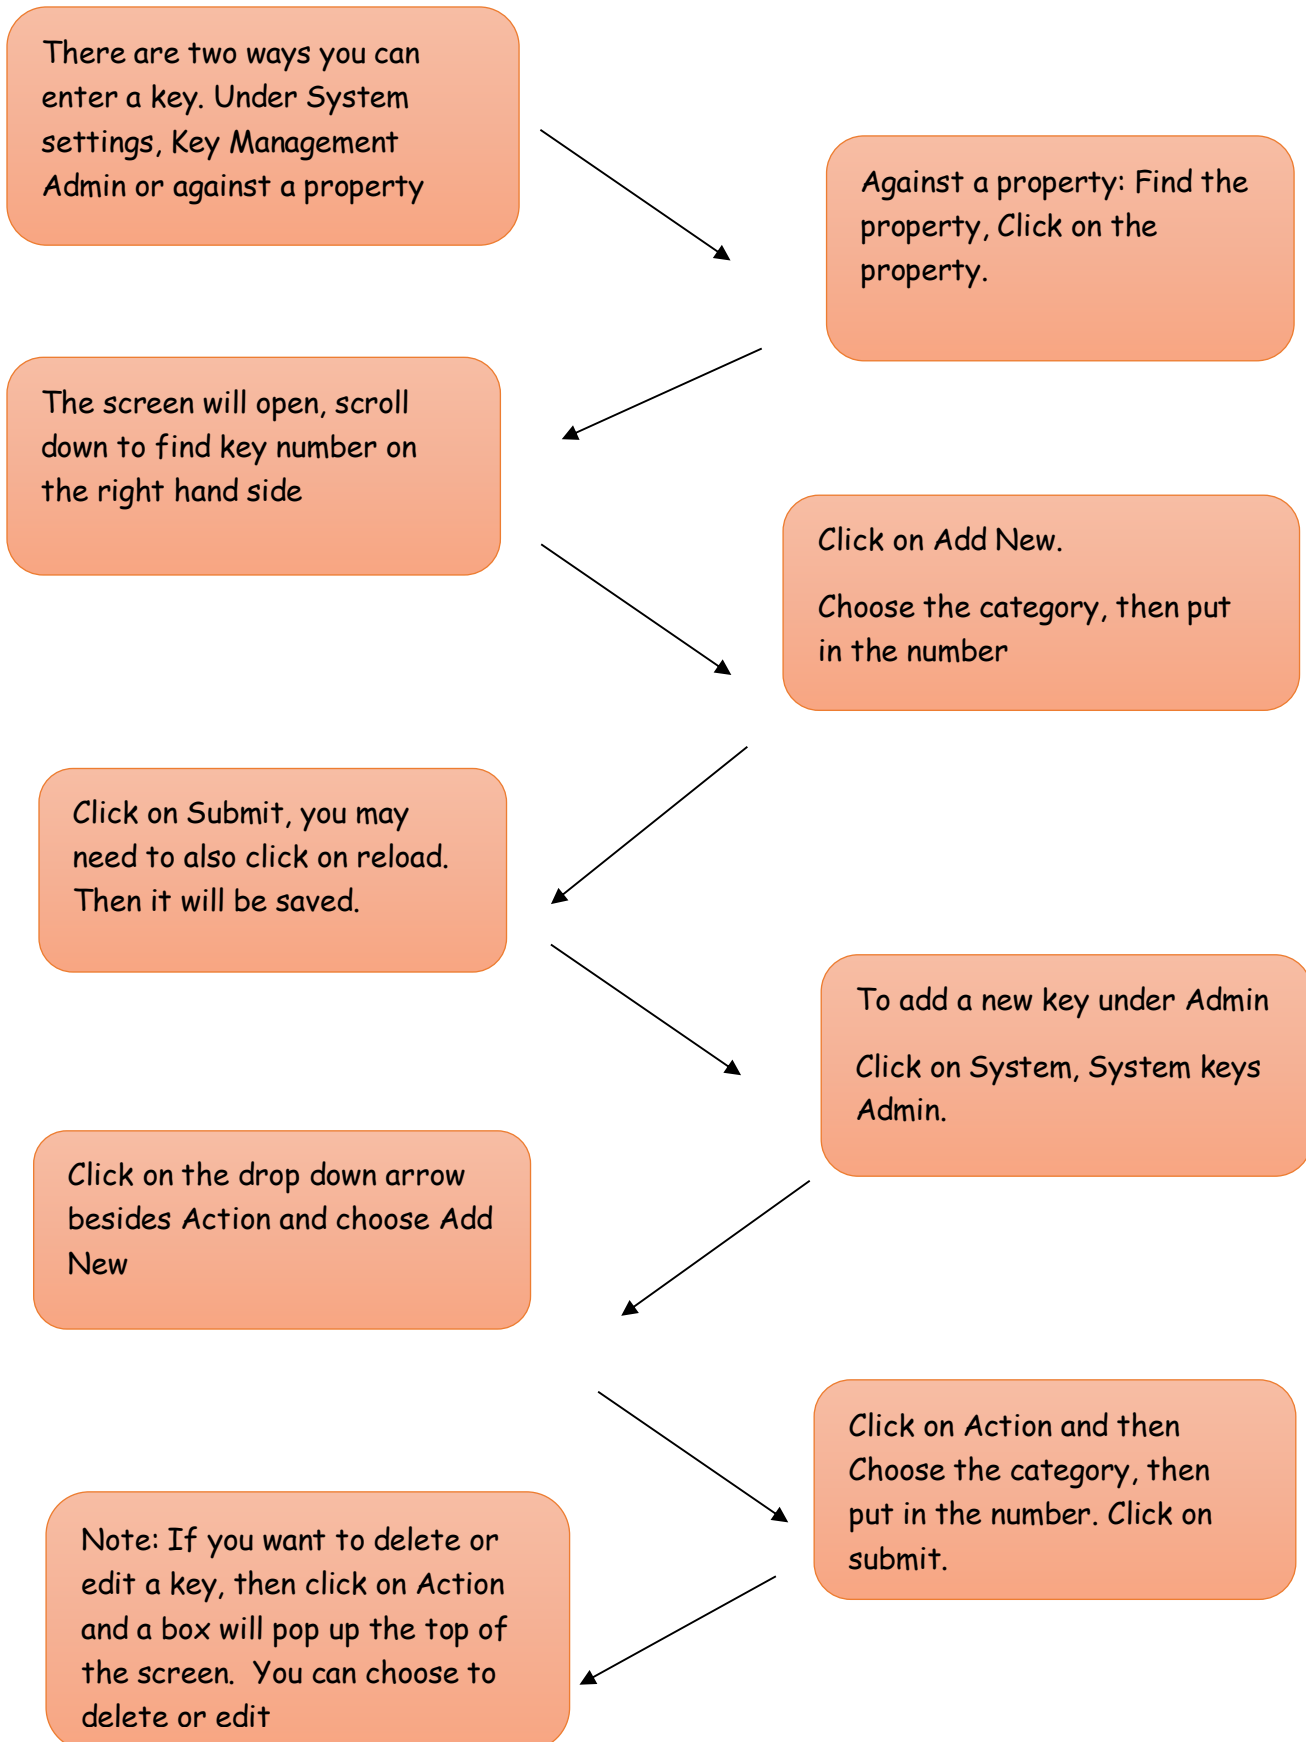 There are two ways you can
enter a key. Under System
settings, Key Management
Admin or against a property
Against a property: Find the
property, Click on the
property.
The screen will open, scroll
down to find key number on
the right hand side
Click on Add New.
Choose the category, then put
in the number
Click on Submit, you may
need to also click on reload.
Then it will be saved.
To add a new key under Admin
Click on System, System keys
Admin.
Click on the drop down arrow
besides Action and choose Add
New
Click on Action and then
Choose the category, then
put in the number. Click on
submit.
Note: If you want to delete or
edit a key, then click on Action
and a box will pop up the top of
the screen.  You can choose to
delete or edit